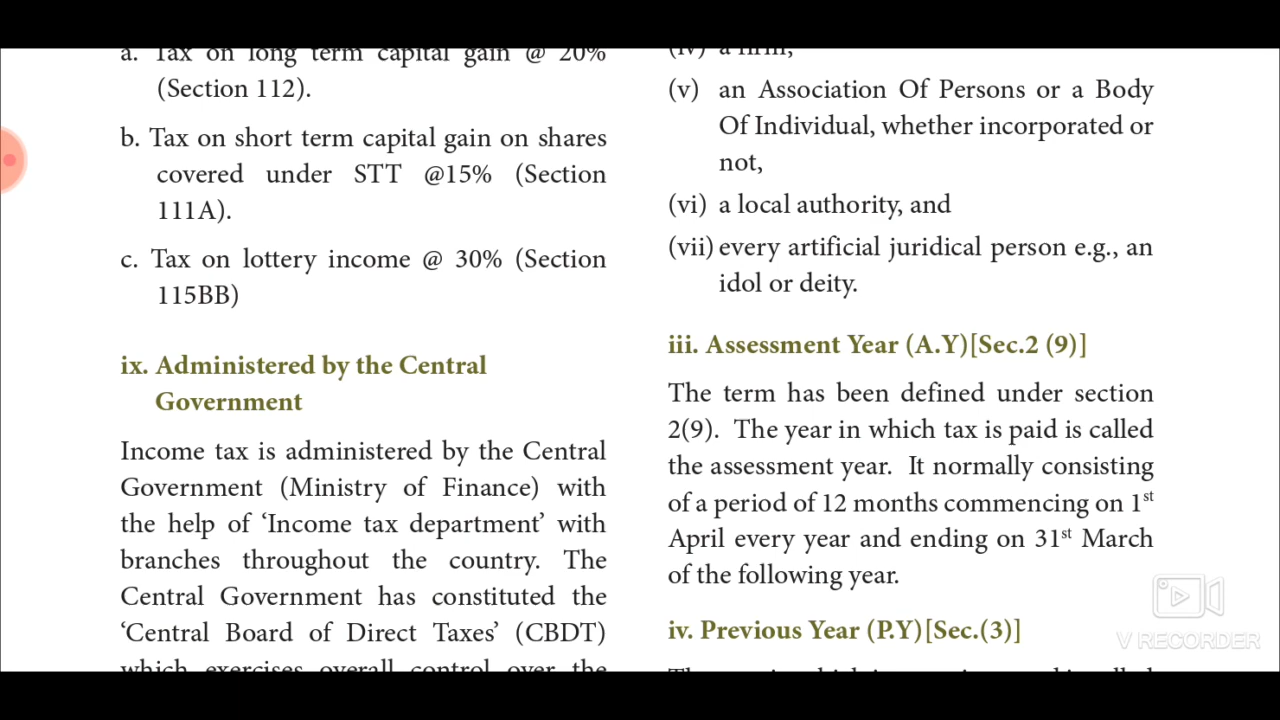 a. Tax on long term capital gain @ 20%
(Section 112).
b. Tax on short term capital gain on shares
covered under STT @15% (Section
111A).
c. Tax on lottery income @ 30% (Section
115BB)
ix. Administered by the Central
Government
Income tax is administered by the Central
Government (Ministry of Finance) with
the help of ‘Income tax department’ with
branches throughout the country. The
Central Government has constituted the
‘Central Board of Direct Taxes’ (CBDT)
which exercises overall control over the
(iv) a firm,
(v) an Association Of Persons or a Body
Of Individual, whether incorporated or
not,
(vi) a local authority, and
(vii) every artificial juridical person e.g., an
idol or deity.
iii. Assessment Year (A.Y)[Sec.2 (9)]
The term has been defined under section
2(9). The year in which tax is paid is called
the assessment year. It normally consisting
of a period of 12 months commencing on 1st
April every year and ending on 31st March
of the following year.
iv. Previous Year (P.Y)[Sec.(3)]
V RECORDER